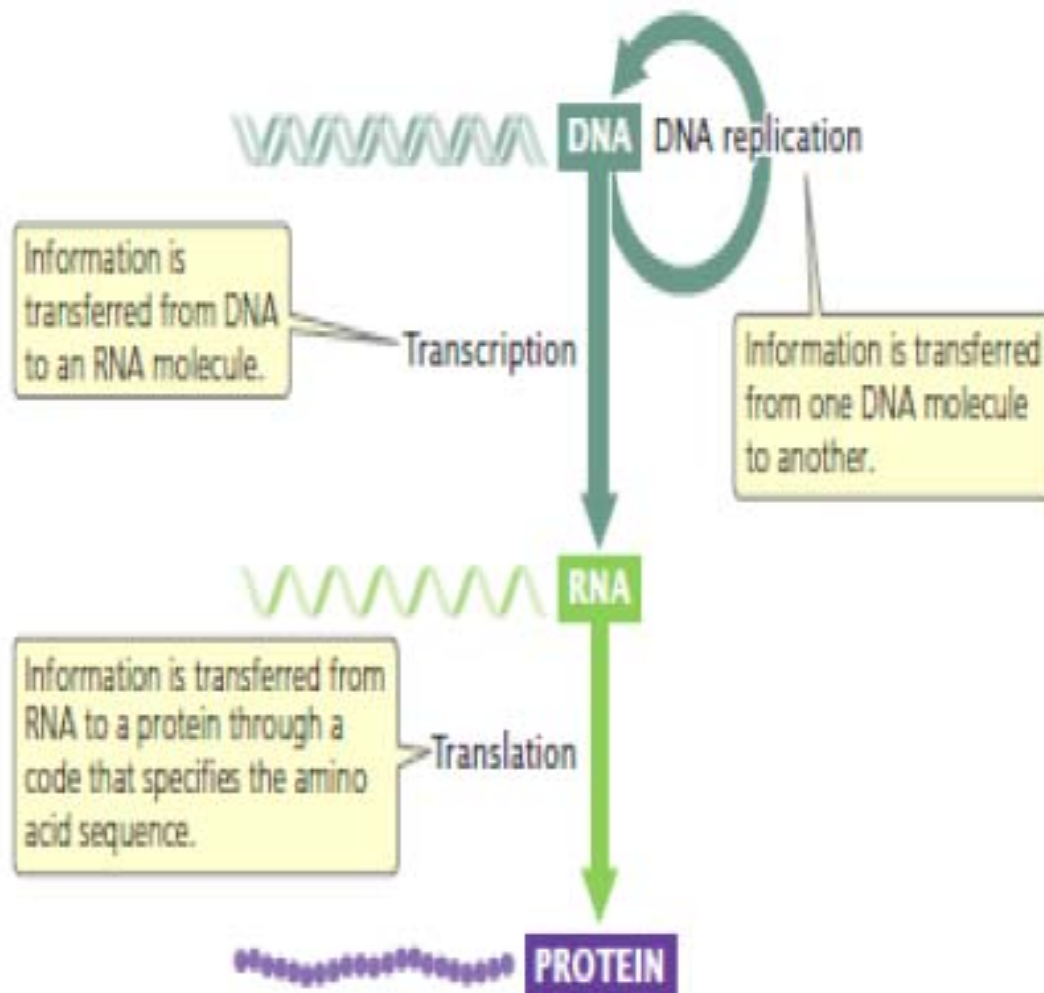 DNA
DNA replication
Information is
transferred from DNA
to an RNA molecule.
Transcription
Information is transferred
from one DNA molecule
to another.
RNA
Information is transferred from
RNA to a protein through a
code that specifies the amino
acid sequence.
Translation
PROTEIN